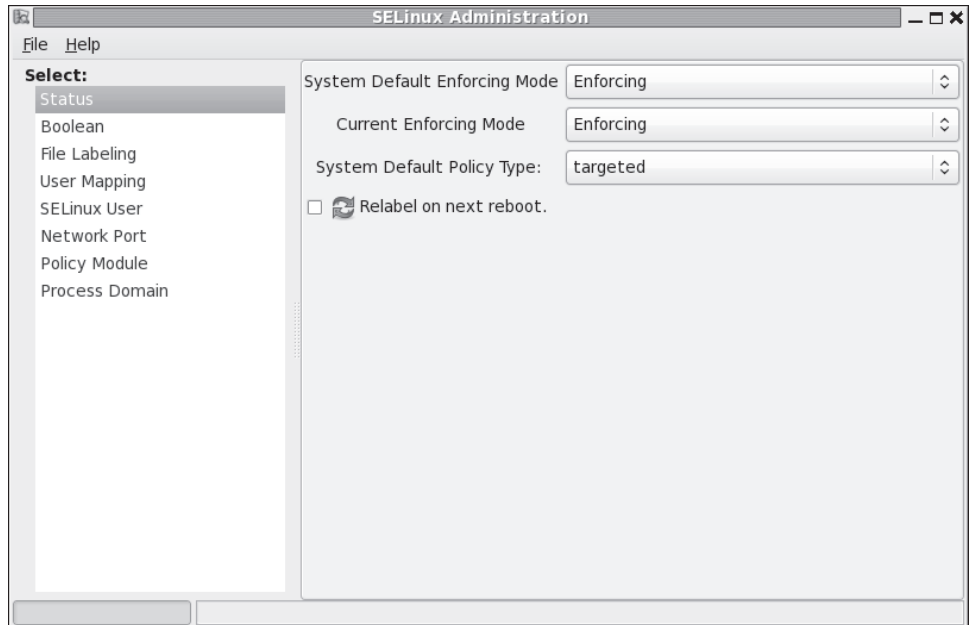 SELinux Administration
File Help
Select:
Status
Boolean
File Labeling
User Mapping
SELinux User
Network Port
Policy Module
Process Domain
System Default Enforcing Mode Enforcing
Current Enforcing Mode Enforcing
System Default Policy Type: targeted
Relabel on next reboot.